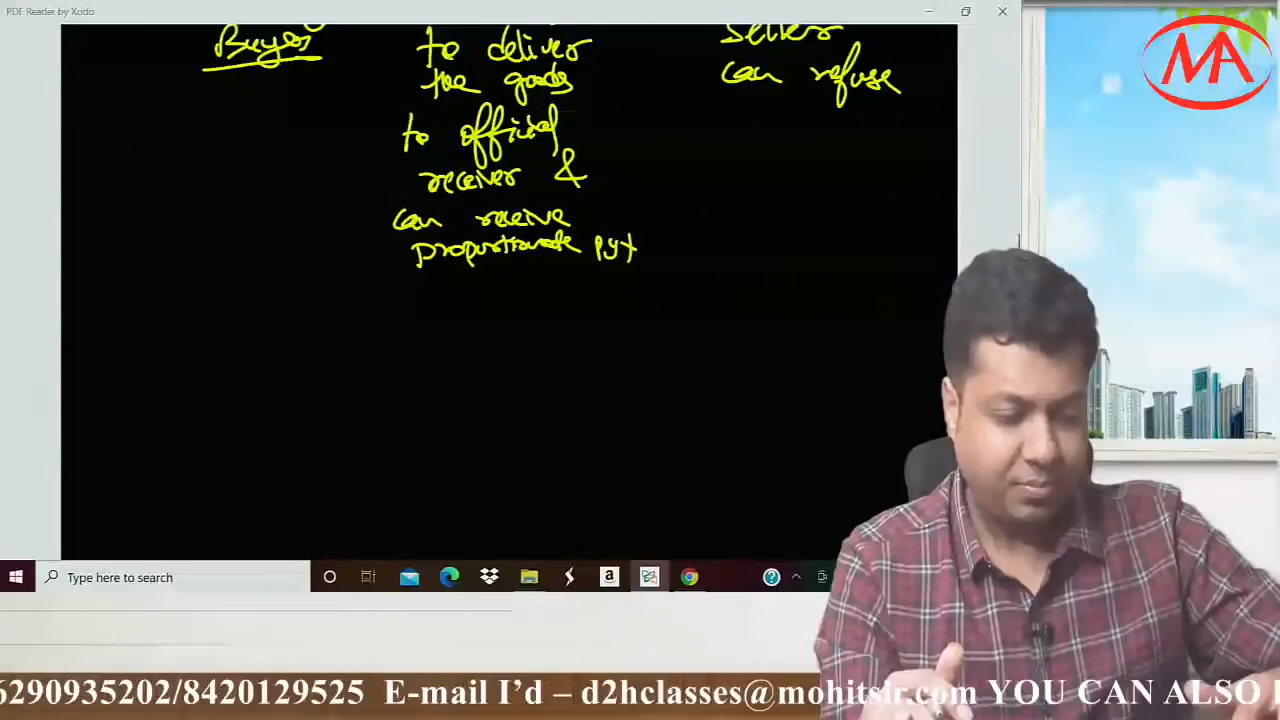 PDF Reader by Xodo
MA
Buyer
to deliver
the goods
to official
receiver &
can receive
proportionate pyt
Seller
can refuse
Type here to search
6290935202/8420129525 E-mail I’d – d2hclasses@mohitsir.com YOU CAN ALSO